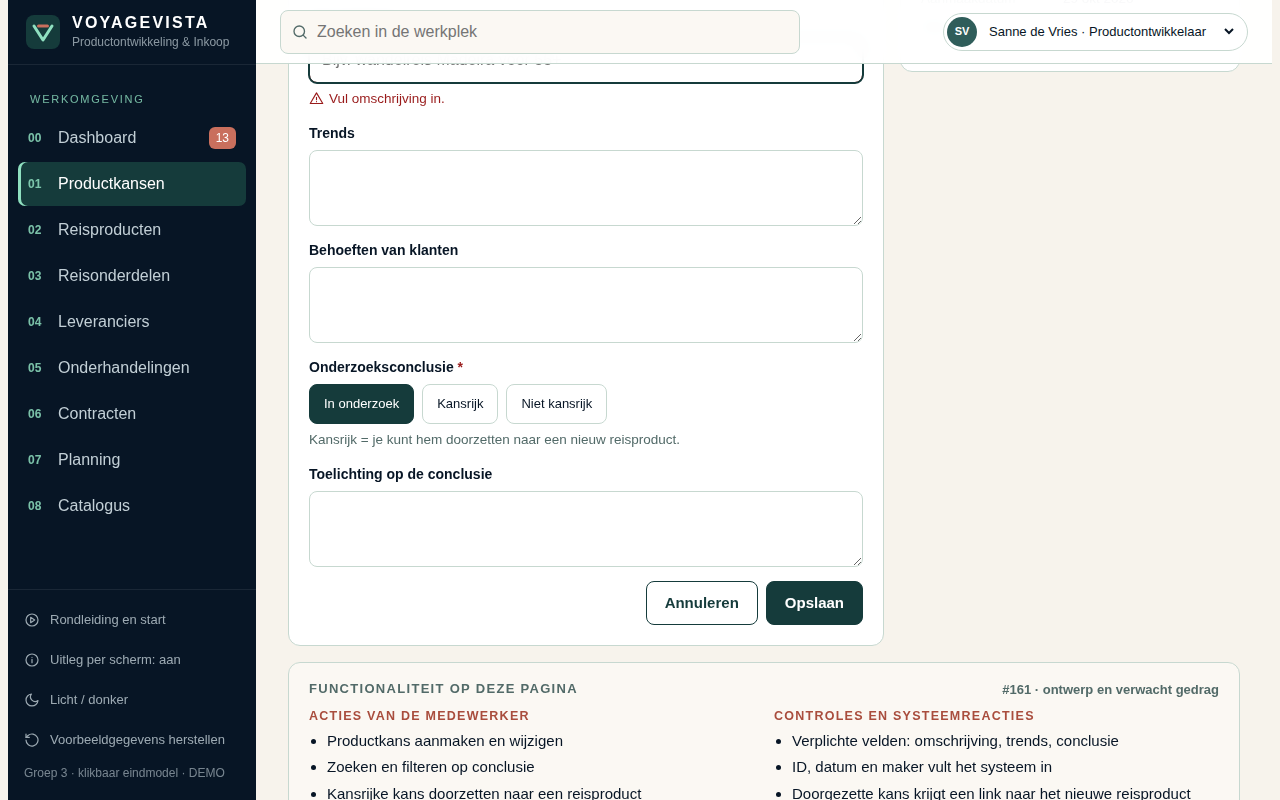 VOYAGEVISTA
Productontwikkeling & Inkoop
WERKOMGEVING
00 Dashboard 13
01 Productkansen
02 Reisproducten
03 Reisonderdelen
04 Leveranciers
05 Onderhandelingen
06 Contracten
07 Planning
08 Catalogus
Rondleiding en start
Uitleg per scherm: aan
Licht / donker
Voorbeeldgegevens herstellen
Groep 3 · klikbaar eindmodel · DEMO
Zoeken in de werkplek
SV Sanne de Vries · Productontwikkelaar
Vul omschrijving in.
Trends
Behoeften van klanten
Onderzoeksconclusie *
In onderzoek Kansrijk Niet kansrijk
Kansrijk = je kunt hem doorzetten naar een nieuw reisproduct.
Toelichting op de conclusie
Annuleren Opslaan
FUNCTIONALITEIT OP DEZE PAGINA
#161 · ontwerp en verwacht gedrag
ACTIES VAN DE MEDEWERKER
• Productkans aanmaken en wijzigen
• Zoeken en filteren op conclusie
• Kansrijke kans doorzetten naar een reisproduct
CONTROLES EN SYSTEEMREACTIES
• Verplichte velden: omschrijving, trends, conclusie
• ID, datum en maker vult het systeem in
• Doorgezette kans krijgt een link naar het nieuwe reisproduct